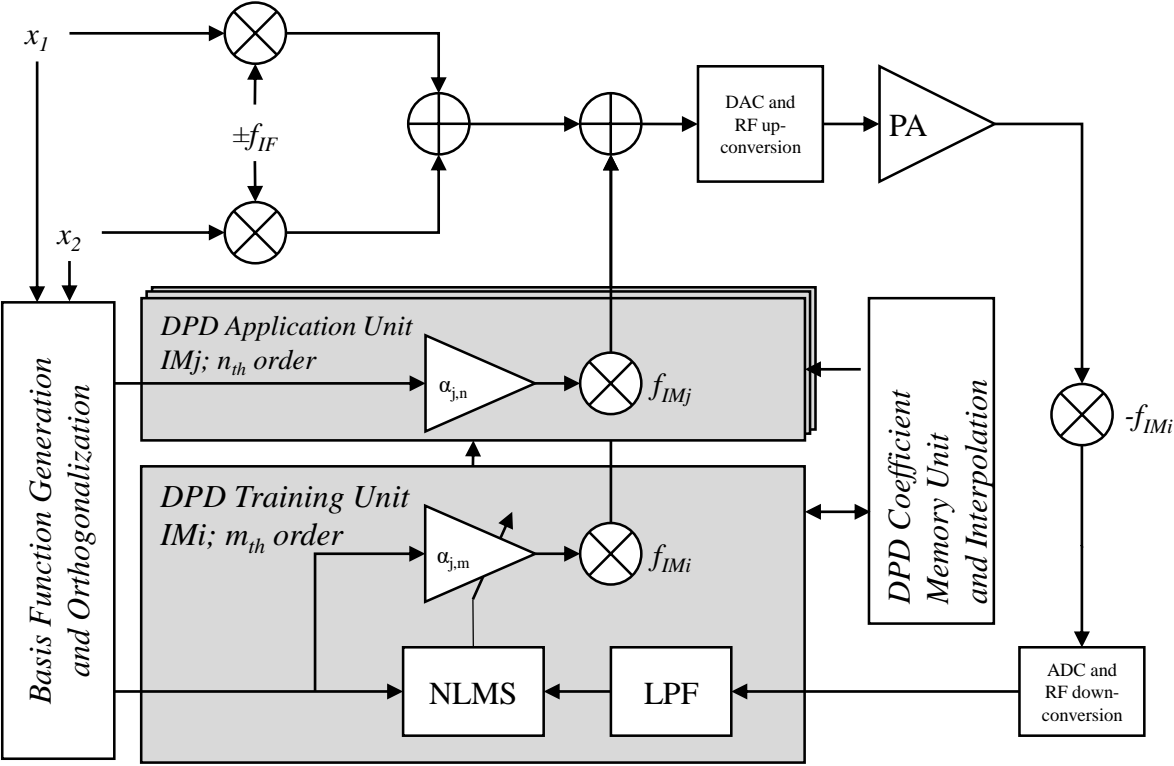 x1
±fIF
x2
DAC and
RF up-
conversion
PA
DPD Application Unit
IMj; nth order
αj,n
fIMj
DPD Training Unit
IMi; mth order
αj,m
fIMi
NLMS
LPF
Basis Function Generation
and Orthogonalization
DPD Coefficient
Memory Unit
and Interpolation
-fIMi
ADC and
RF down-
conversion